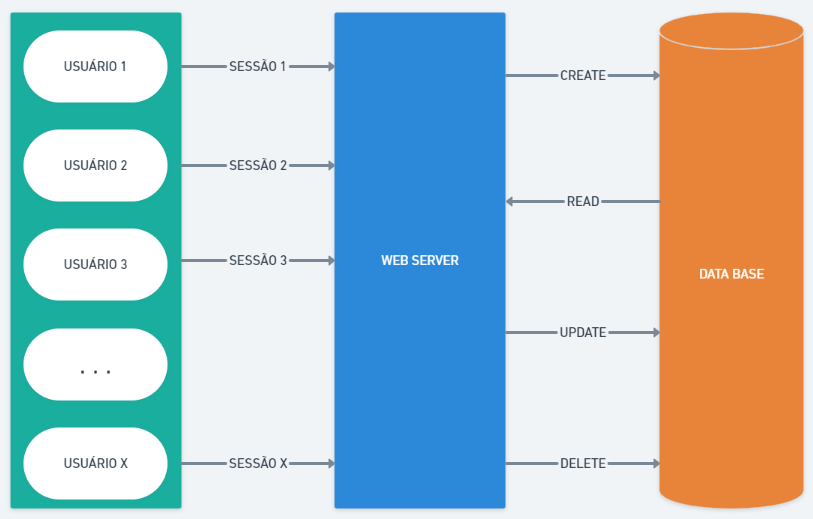 USUÁRIO 1
SESSÃO 1
CREATE
USUÁRIO 2
SESSÃO 2
READ
USUÁRIO 3
SESSÃO 3
WEB SERVER
DATA BASE
UPDATE
. . .
USUÁRIO X
SESSÃO X
DELETE